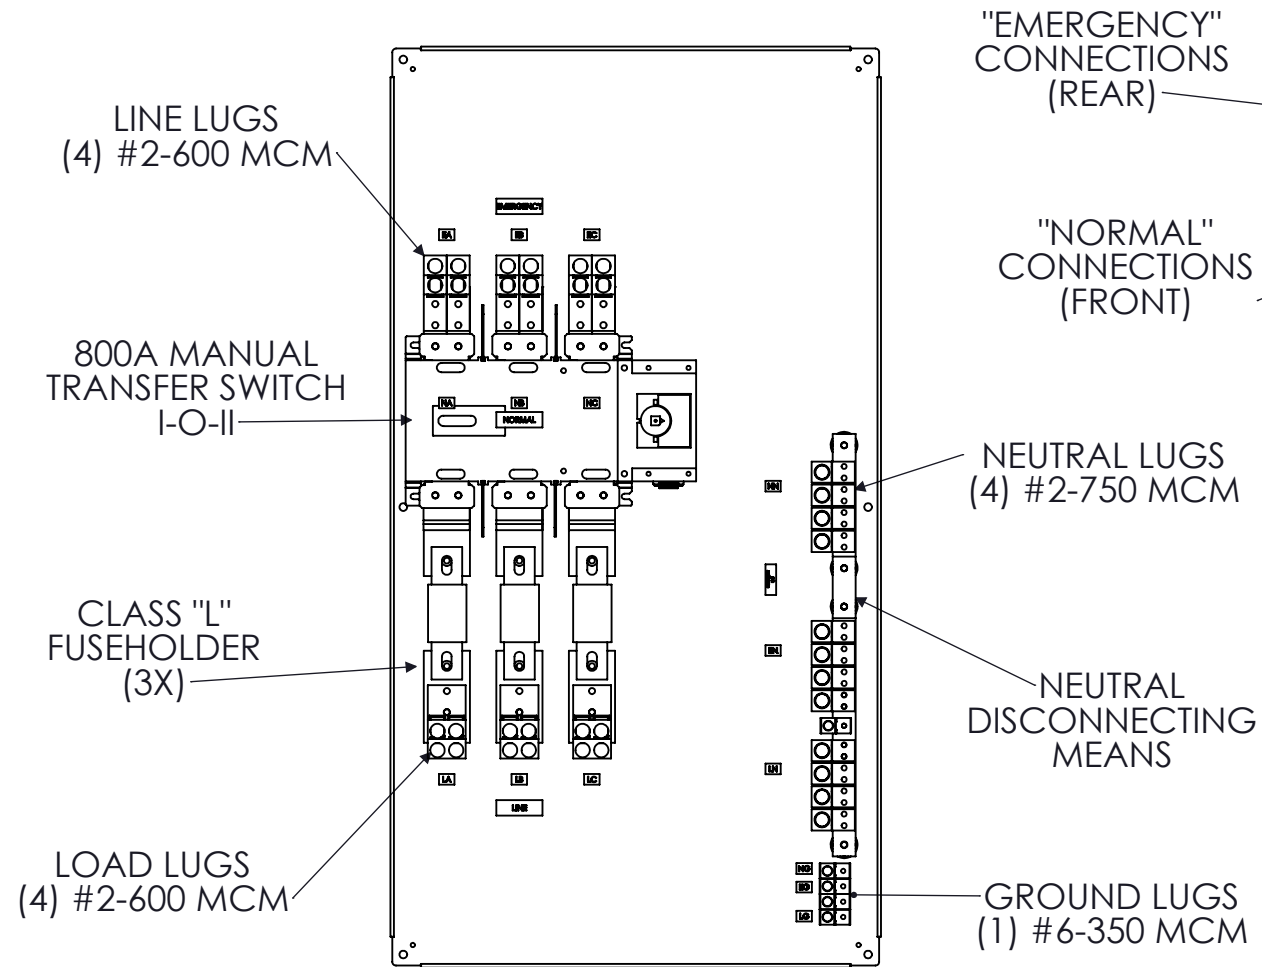 "EMERGENCY"
CONNECTIONS
(REAR)
LINE LUGS
(4) #2-600 MCM
EMERGENCY
EA EB EC
"NORMAL"
CONNECTIONS
(FRONT)
800A MANUAL
TRANSFER SWITCH
I-O-II
NA NB NC
NORMAL
NEUTRAL LUGS
(4) #2-750 MCM
NN
CLASS "L"
FUSEHOLDER
(3X)
EN
NEUTRAL
DISCONNECTING
MEANS
LN
LA LB LC
LINE
LOAD LUGS
(4) #2-600 MCM
NG
EG
LG
GROUND LUGS
(1) #6-350 MCM